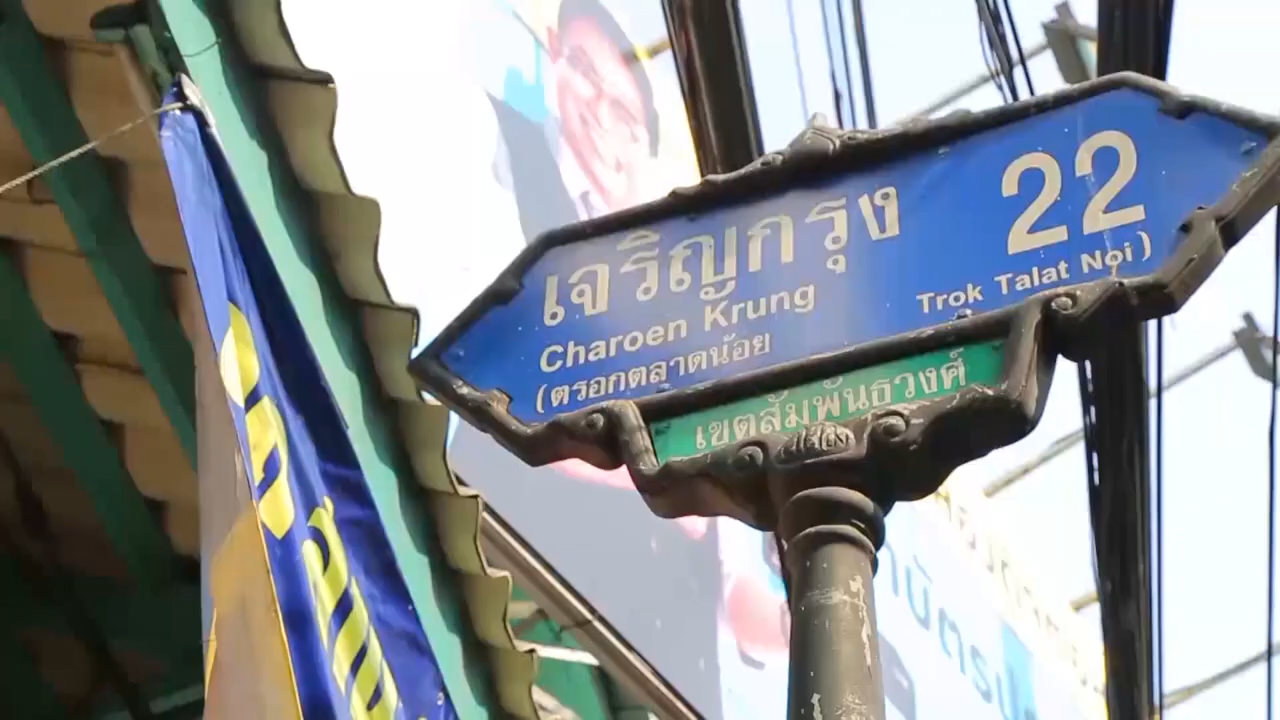 เจริญกรุง 22
Charoen Krung
(ตรอกตลาดน้อย Trok Talat Noi)
เขตสัมพันธวงศ์